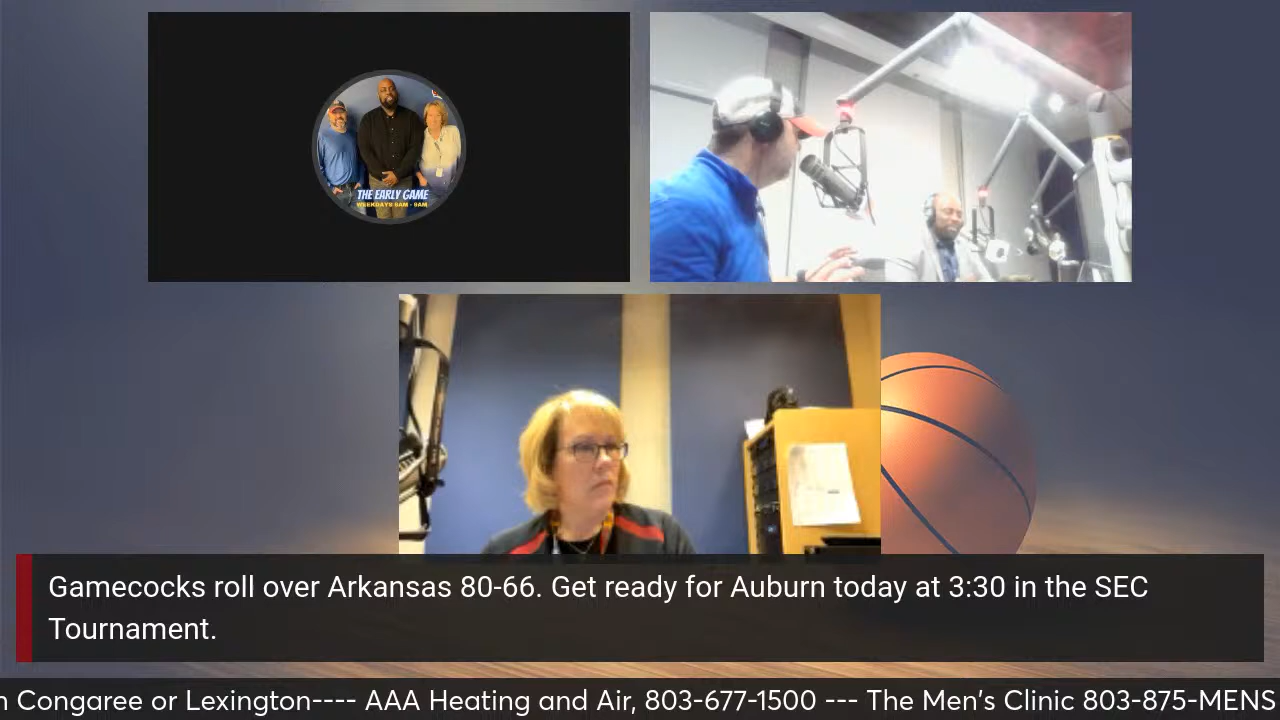 THE EARLY GAME
WEEKDAYS 6AM - 9AM
Gamecocks roll over Arkansas 80-66. Get ready for Auburn today at 3:30 in the SEC
Tournament.
Congaree or Lexington---- AAA Heating and Air, 803-677-1500 --- The Men's Clinic 803-875-MENS